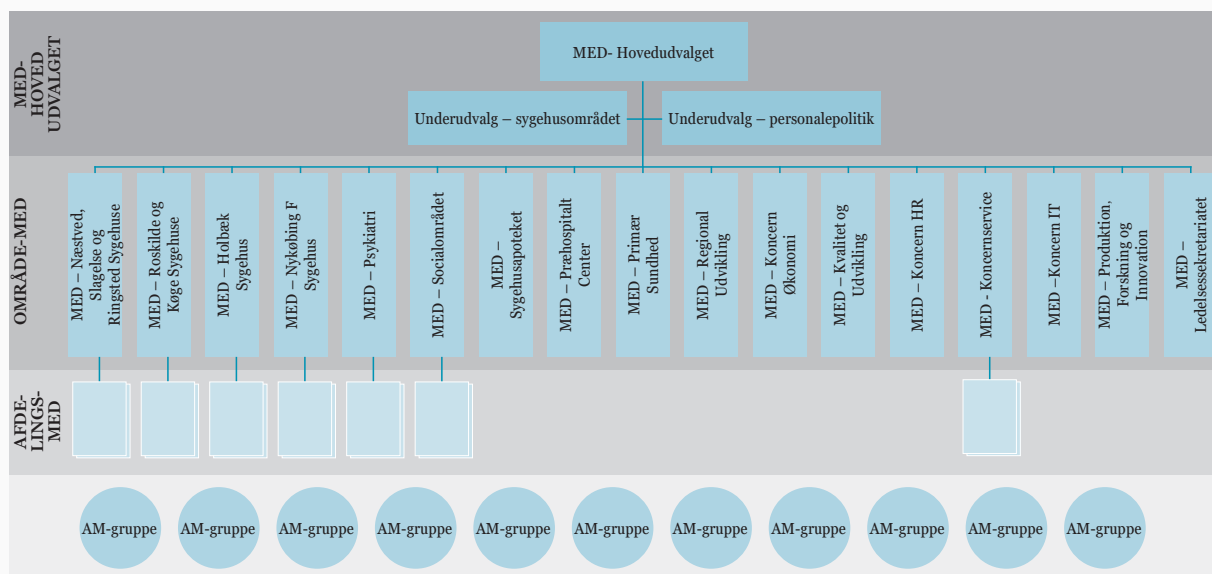 MED-
HOVED
UDVALGET
MED- Hovedudvalget
Underudvalg – sygehusområdet
Underudvalg – personalepolitik
OMRÅDE-MED
MED – Næstved,
Slagelse og
Ringsted Sygehuse
MED – Roskilde og
Køge Sygehuse
MED – Holbæk
Sygehus
MED – Nykøbing F
Sygehus
MED – Psykiatri
MED – Socialområdet
MED –
Sygehusapoteket
MED – Præhospitalt
Center
MED – Primær
Sundhed
MED – Regional
Udvikling
MED – Koncern
Økonomi
MED – Kvalitet og
Udvikling
MED – Koncern HR
MED - Koncernservice
MED –Koncern IT
MED – Produktion,
Forskning og
Innovation
MED –
Ledelsessekretariatet
AFDE-
LINGS-
MED
AM-gruppe
AM-gruppe
AM-gruppe
AM-gruppe
AM-gruppe
AM-gruppe
AM-gruppe
AM-gruppe
AM-gruppe
AM-gruppe
AM-gruppe